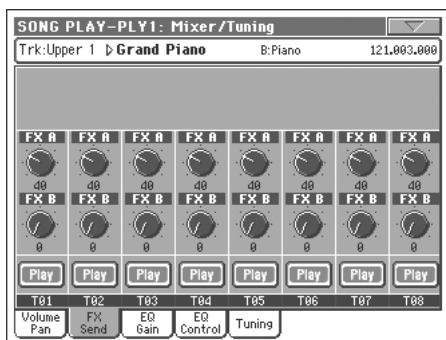 SONG PLAY-PLY1: Mixer/Tuning
Trk:Upper 1 ▷Grand Piano B:Piano 121.003.000
FX A FX A FX A FX A FX A FX A FX A FX A
40 40 40 40 40 40 40 40
FX B FX B FX B FX B FX B FX B FX B FX B
0 0 0 0 0 0 0 0
Play Play Play Play Play Play Play Play
T01 T02 T03 T04 T05 T06 T07 T08
Volume Pan FX Send EQ Gain EQ Control Tuning